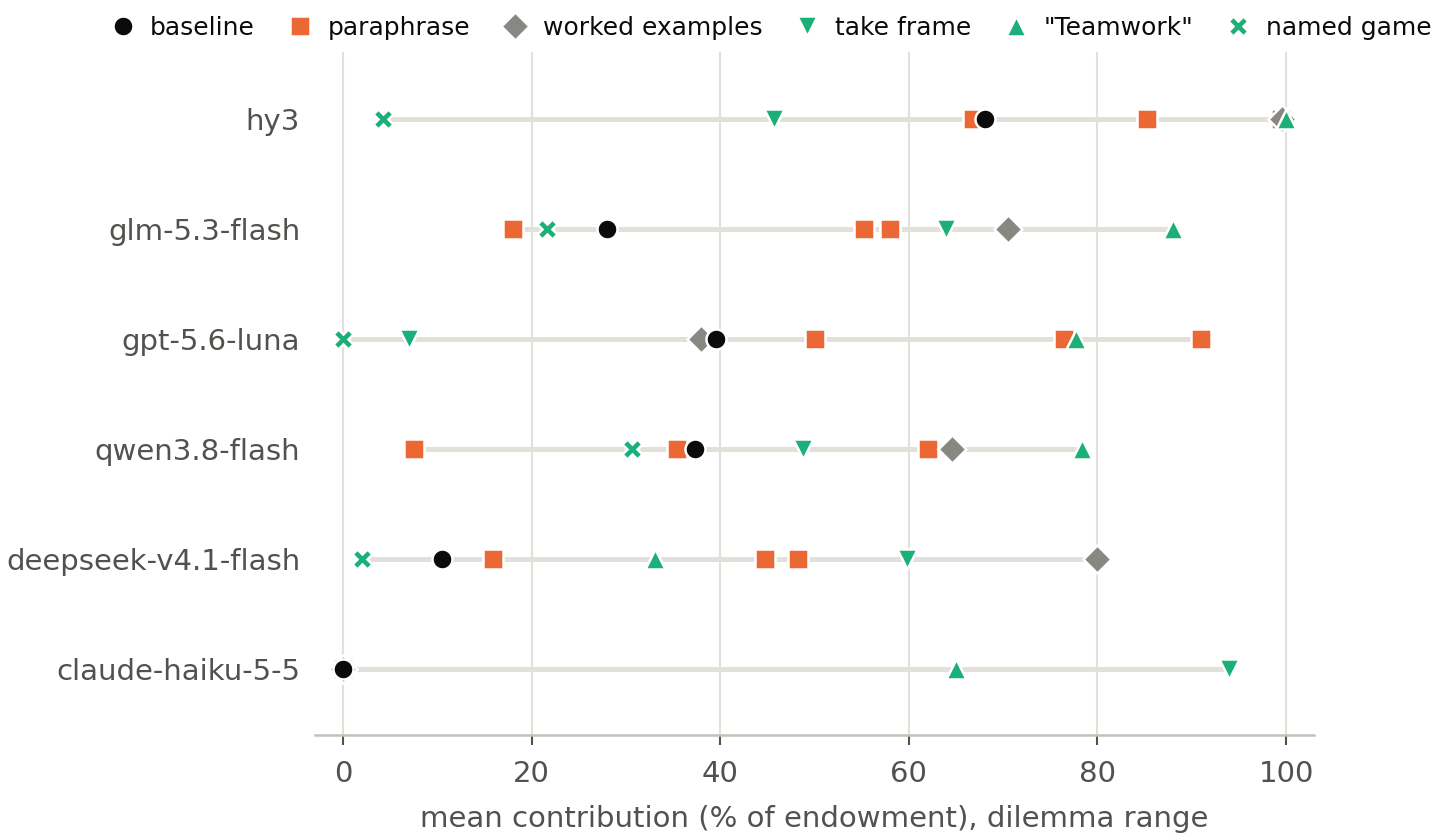 baseline paraphrase worked examples take frame "Teamwork" named game
hy3
glm-5.3-flash
gpt-5.6-luna
qwen3.8-flash
deepseek-v4.1-flash
claude-haiku-5-5
0 20 40 60 80 100
mean contribution (% of endowment), dilemma range